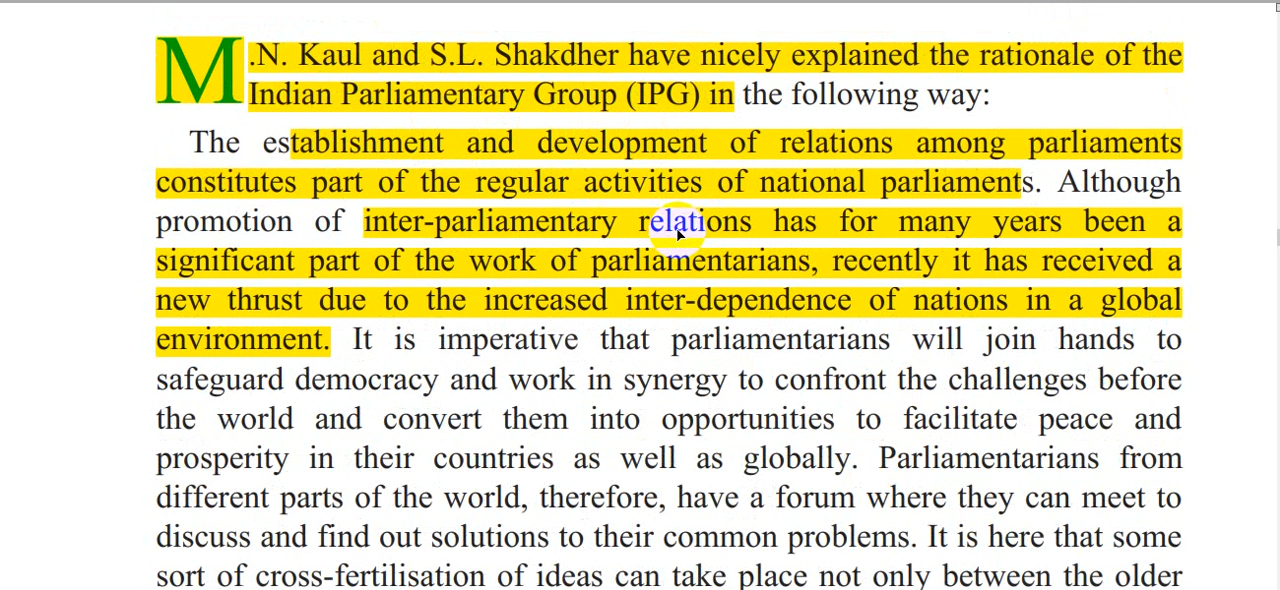 M.N. Kaul and S.L. Shakdher have nicely explained the rationale of the
Indian Parliamentary Group (IPG) in the following way:
The establishment and development of relations among parliaments
constitutes part of the regular activities of national parliaments. Although
promotion of inter-parliamentary relations has for many years been a
significant part of the work of parliamentarians, recently it has received a
new thrust due to the increased inter-dependence of nations in a global
environment. It is imperative that parliamentarians will join hands to
safeguard democracy and work in synergy to confront the challenges before
the world and convert them into opportunities to facilitate peace and
prosperity in their countries as well as globally. Parliamentarians from
different parts of the world, therefore, have a forum where they can meet to
discuss and find out solutions to their common problems. It is here that some
sort of cross-fertilisation of ideas can take place not only between the older